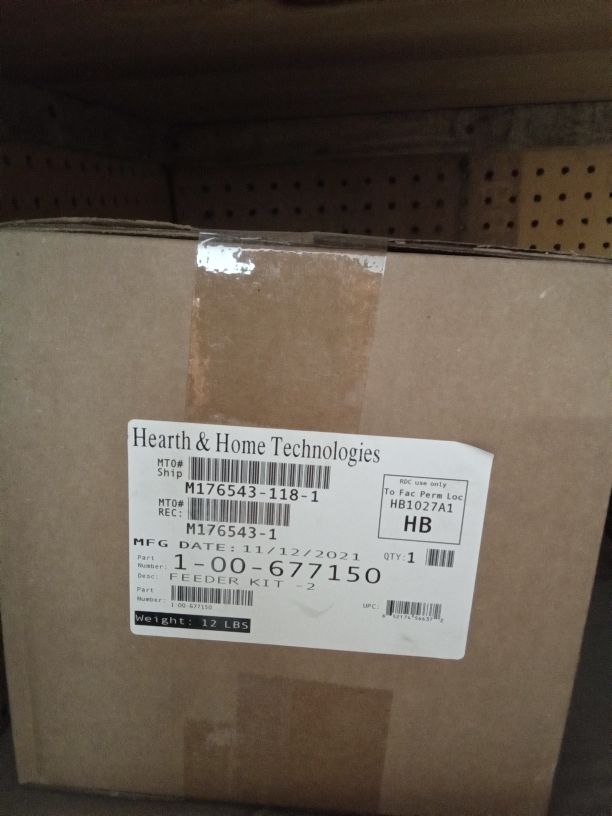 Hearth & Home Technologies
MTO#
Ship
M176543-118-1
MTO#
REC:
M176543-1
RDC use only
To Fac Perm Loc
HB1027A1
HB
MFG DATE: 11/12/2021
QTY: 1
Part
Number: 1-00-677150
Desc: FEEDER KIT -2
Part
Number:
1-00-677150
UPC:
Weight: 12 LBS